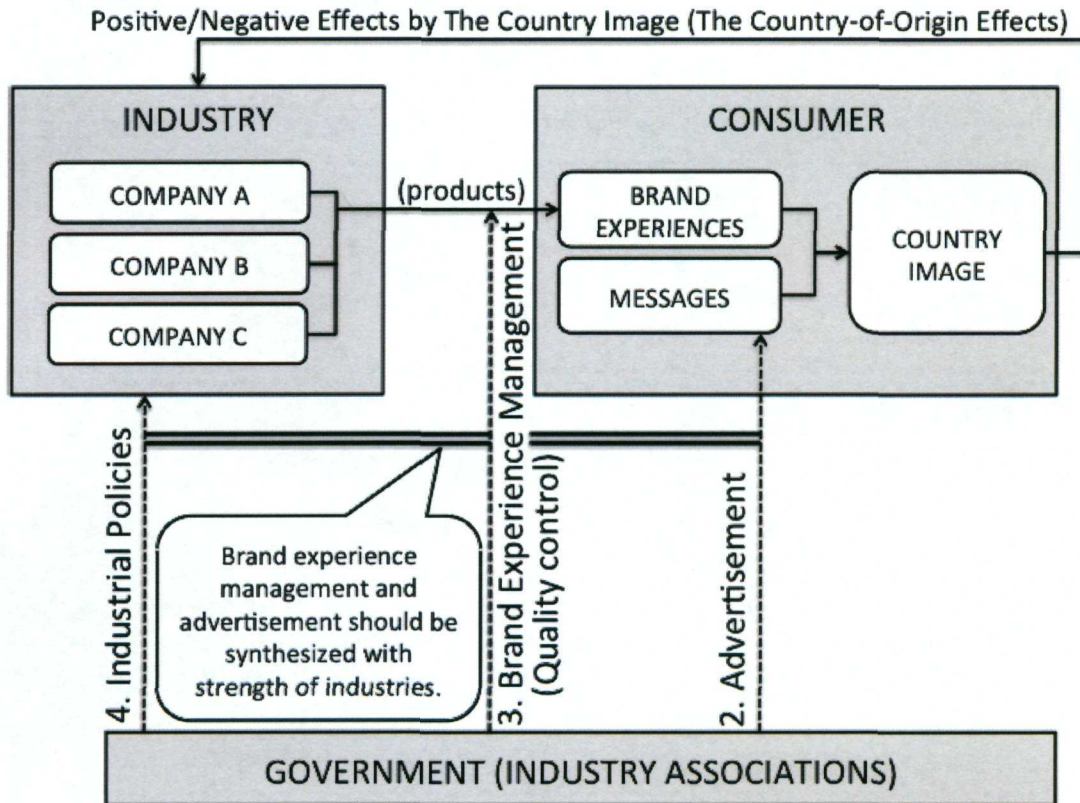 Positive/Negative Effects by The Country Image (The Country-of-Origin Effects)
INDUSTRY
COMPANY A
COMPANY B
COMPANY C
(products)
CONSUMER
BRAND
EXPERIENCES
MESSAGES
COUNTRY
IMAGE
4. Industrial Policies
Brand experience
management and
advertisement should be
synthesized with
strength of industries.
3. Brand Experience Management
(Quality control)
2. Advertisement
GOVERNMENT (INDUSTRY ASSOCIATIONS)